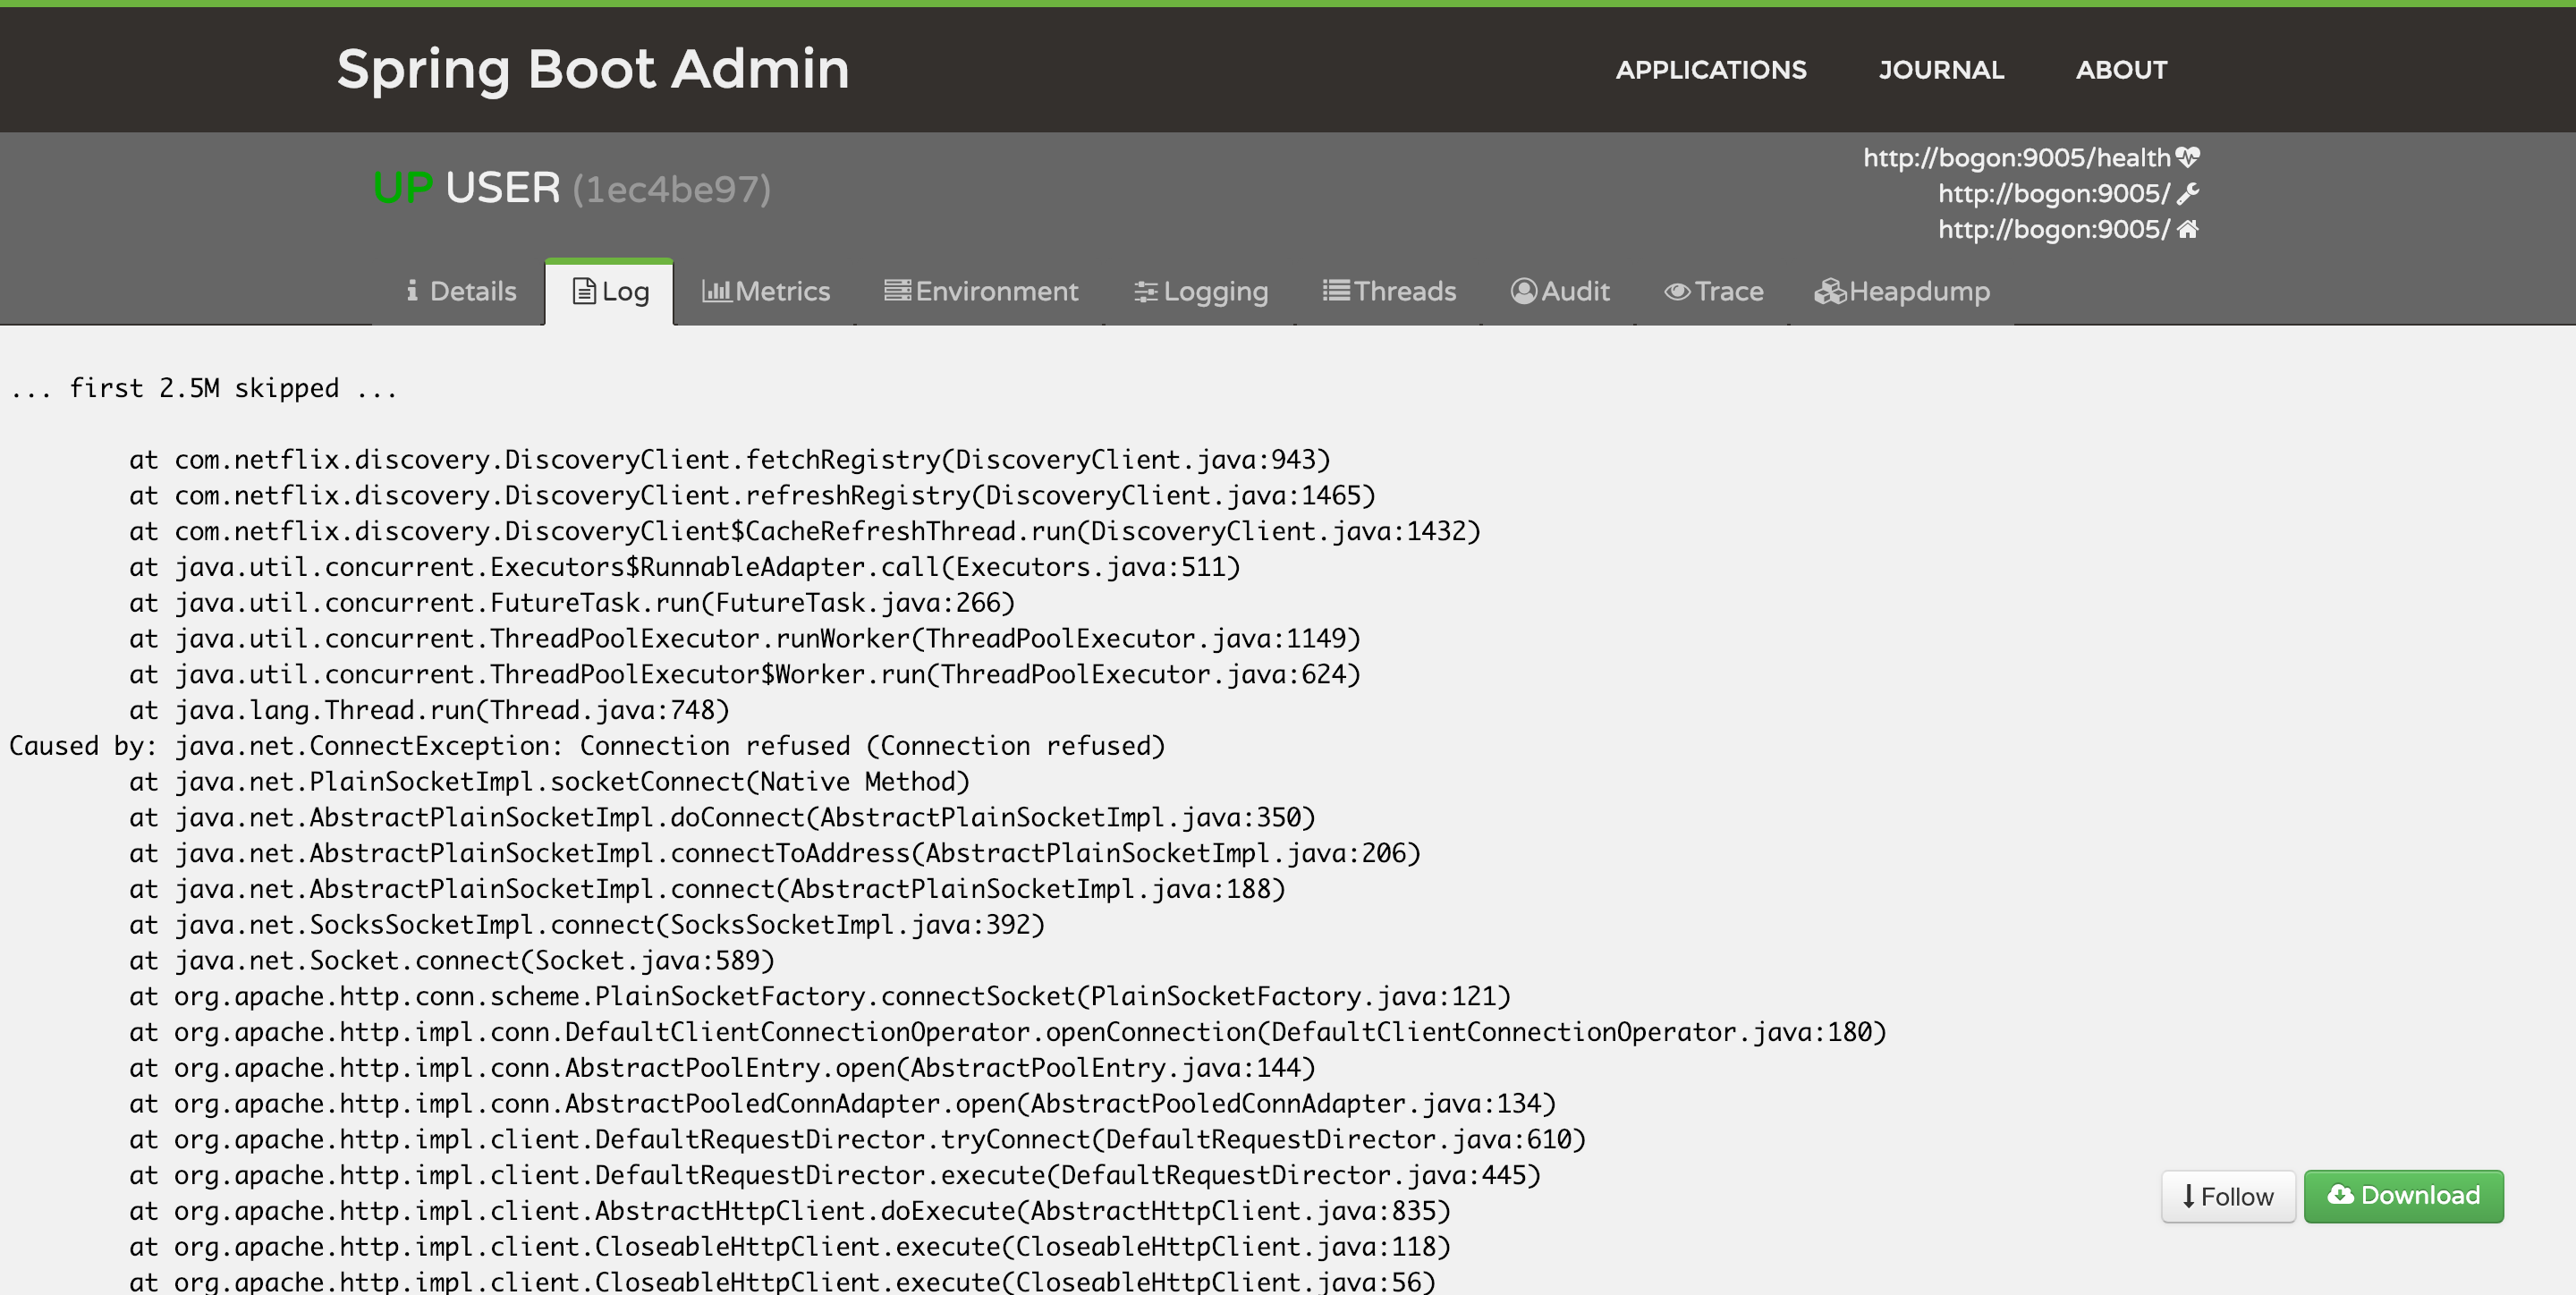 Spring Boot Admin
APPLICATIONS JOURNAL ABOUT
UP USER (1ec4be97)
http://bogon:9005/health
http://bogon:9005/
http://bogon:9005/
Details Log Metrics Environment Logging Threads Audit Trace Heapdump
... first 2.5M skipped ...
at com.netflix.discovery.DiscoveryClient.fetchRegistry(DiscoveryClient.java:943)
at com.netflix.discovery.DiscoveryClient.refreshRegistry(DiscoveryClient.java:1465)
at com.netflix.discovery.DiscoveryClient$CacheRefreshThread.run(DiscoveryClient.java:1432)
at java.util.concurrent.Executors$RunnableAdapter.call(Executors.java:511)
at java.util.concurrent.FutureTask.run(FutureTask.java:266)
at java.util.concurrent.ThreadPoolExecutor.runWorker(ThreadPoolExecutor.java:1149)
at java.util.concurrent.ThreadPoolExecutor$Worker.run(ThreadPoolExecutor.java:624)
at java.lang.Thread.run(Thread.java:748)
Caused by: java.net.ConnectException: Connection refused (Connection refused)
at java.net.PlainSocketImpl.socketConnect(Native Method)
at java.net.AbstractPlainSocketImpl.doConnect(AbstractPlainSocketImpl.java:350)
at java.net.AbstractPlainSocketImpl.connectToAddress(AbstractPlainSocketImpl.java:206)
at java.net.AbstractPlainSocketImpl.connect(AbstractPlainSocketImpl.java:188)
at java.net.SocksSocketImpl.connect(SocksSocketImpl.java:392)
at java.net.Socket.connect(Socket.java:589)
at org.apache.http.conn.scheme.PlainSocketFactory.connectSocket(PlainSocketFactory.java:121)
at org.apache.http.impl.conn.DefaultClientConnectionOperator.openConnection(DefaultClientConnectionOperator.java:180)
at org.apache.http.impl.conn.AbstractPoolEntry.open(AbstractPoolEntry.java:144)
at org.apache.http.impl.conn.AbstractPooledConnAdapter.open(AbstractPooledConnAdapter.java:134)
at org.apache.http.impl.client.DefaultRequestDirector.tryConnect(DefaultRequestDirector.java:610)
at org.apache.http.impl.client.DefaultRequestDirector.execute(DefaultRequestDirector.java:445)
at org.apache.http.impl.client.AbstractHttpClient.doExecute(AbstractHttpClient.java:835)
at org.apache.http.impl.client.CloseableHttpClient.execute(CloseableHttpClient.java:118)
at org.apache.http.impl.client.CloseableHttpClient.execute(CloseableHttpClient.java:56)
Follow Download